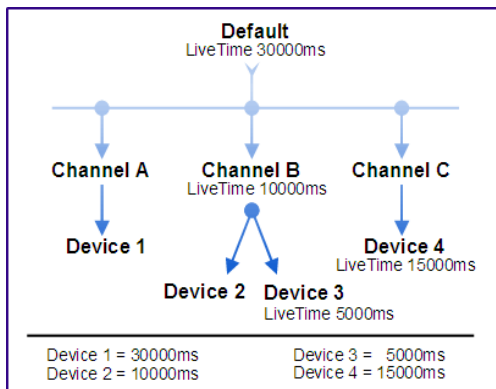 Default
LiveTime 30000ms
Channel A
Channel B
Channel C
LiveTime 10000ms
Device 1
Device 4
LiveTime 15000ms
Device 2
Device 3
LiveTime 5000ms
Device 1 = 30000ms
Device 3 = 5000ms
Device 2 = 10000ms
Device 4 = 15000ms